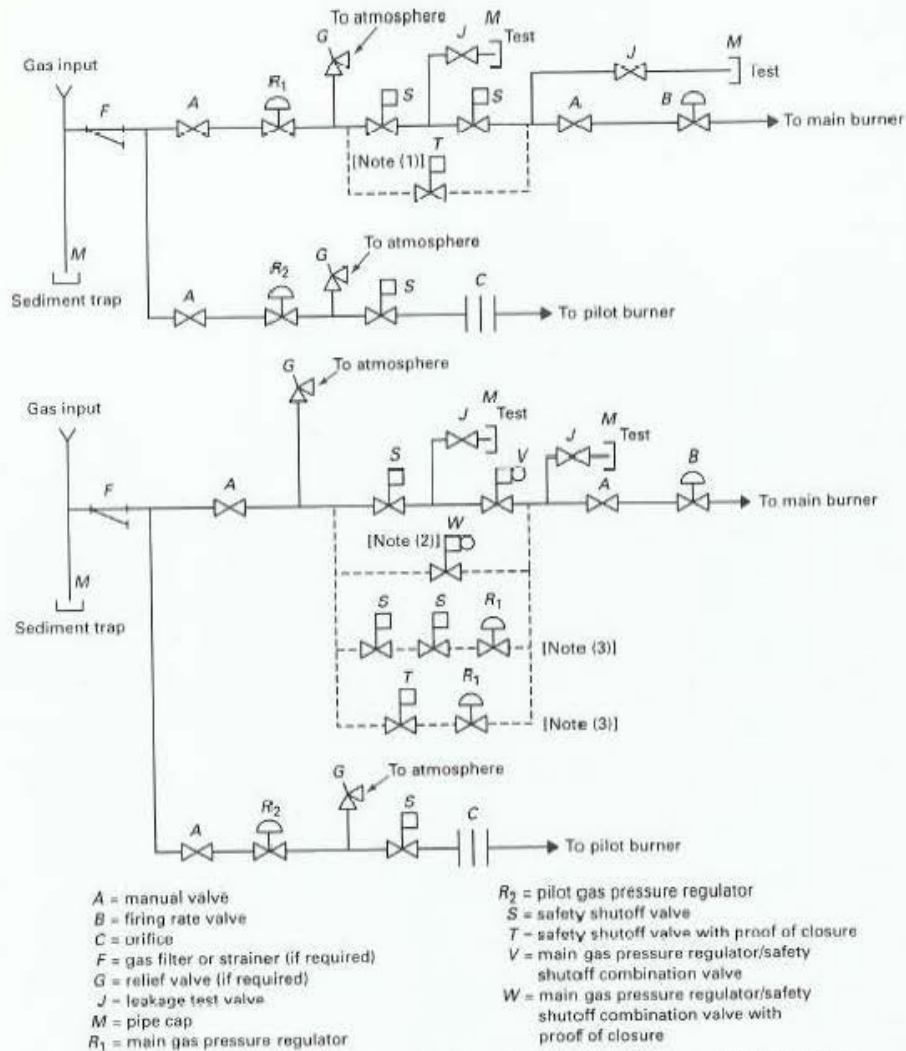 To atmosphere
G
J
M
Test
J
M
Test
Gas input
F
A
R1
S
S
A
B
To main burner
[Note (1)]
T
M
Sediment trap
To atmosphere
G
A
R2
S
C
To pilot burner
G
To atmosphere
Gas input
M
Test
J
M
Test
J
F
A
S
V
A
B
To main burner
[Note (2)]
W
M
Sediment trap
S
S
R1
[Note (3)]
T
R1
[Note (3)]
To atmosphere
G
A
R2
S
C
To pilot burner
A = manual valve
B = firing rate valve
C = orifice
F = gas filter or strainer (if required)
G = relief valve (if required)
J = leakage test valve
M = pipe cap
R1 = main gas pressure regulator
R2 = pilot gas pressure regulator
S = safety shutoff valve
T = safety shutoff valve with proof of closure
V = main gas pressure regulator/safety
shutoff combination valve
W = main gas pressure regulator/safety
shutoff combination valve with
proof of closure